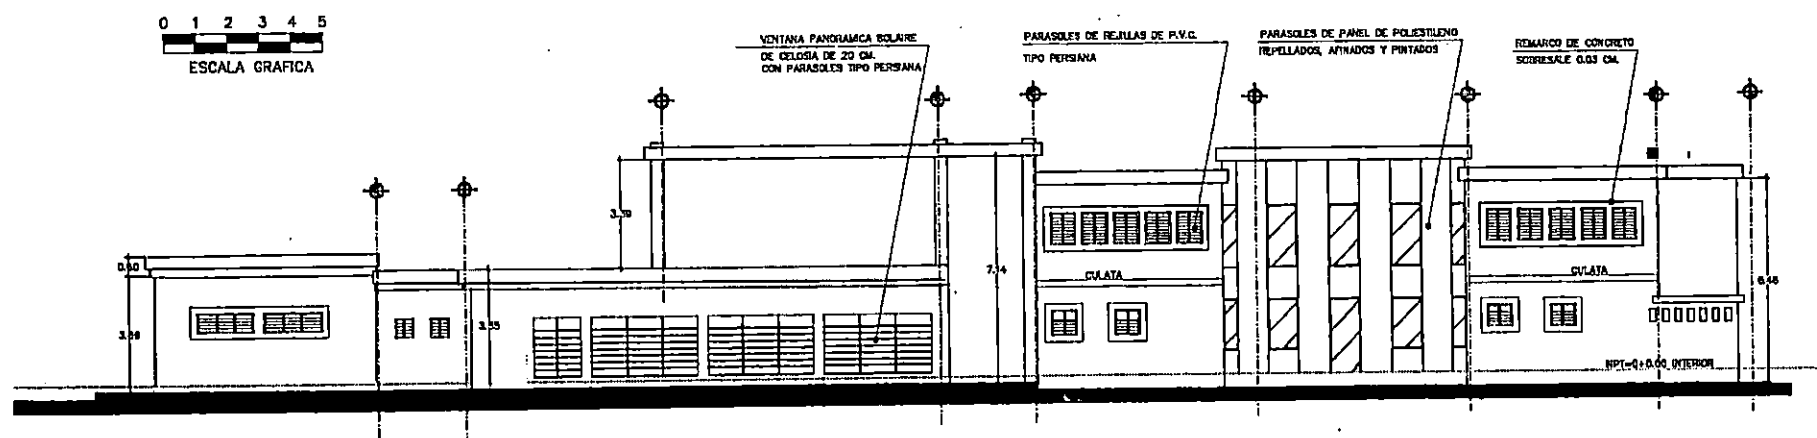 0 1 2 3 4 5
ESCALA GRAFICA
VENTANA PANORAMICA SOLAIRE
DE CELOSIA DE 20 CM.
CON PARASOLES TIPO PERSIANA
PARASOLES DE REJILLAS DE P.V.C.
TIPO PERSIANA
PARASOLES DE PANEL DE POLIESTILENO
REPELLADOS, AFINADOS Y PINTADOS
REMARCO DE CONCRETO
SOBRESALE 0.03 CM.
3.39
7.14
0.60
CULATA
CULATA
6.46
3.35
NPT=0+0.00 INTERIOR